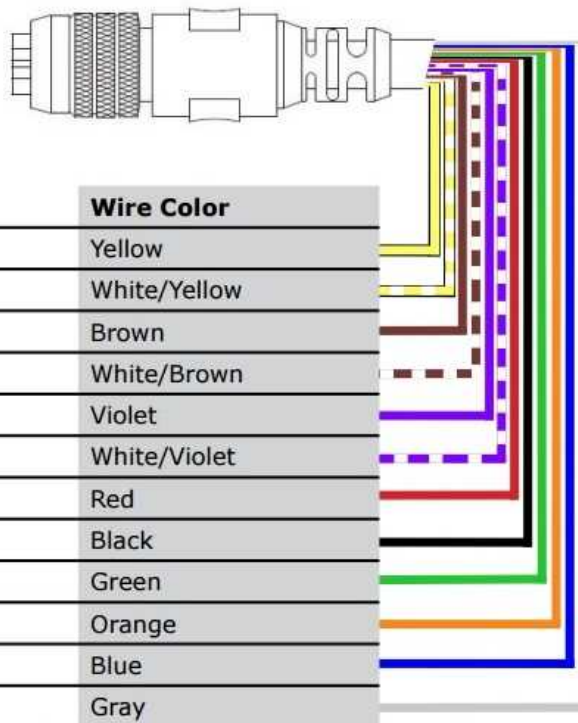 Wire Color
Yellow
White/Yellow
Brown
White/Brown
Violet
White/Violet
Red
Black
Green
Orange
Blue
Gray